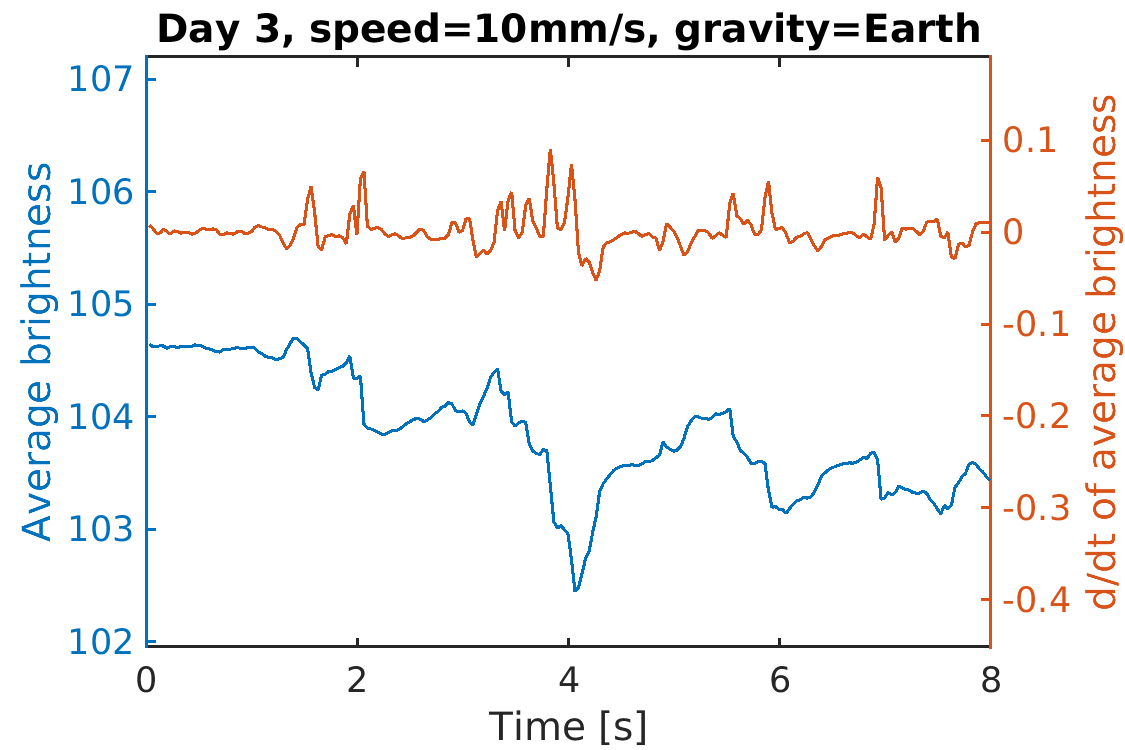 Day 3, speed=10mm/s, gravity=Earth
Average brightness
107
106
105
104
103
102
0.1
0
-0.1
-0.2
-0.3
-0.4
d/dt of average brightness
0 2 4 6 8
Time [s]